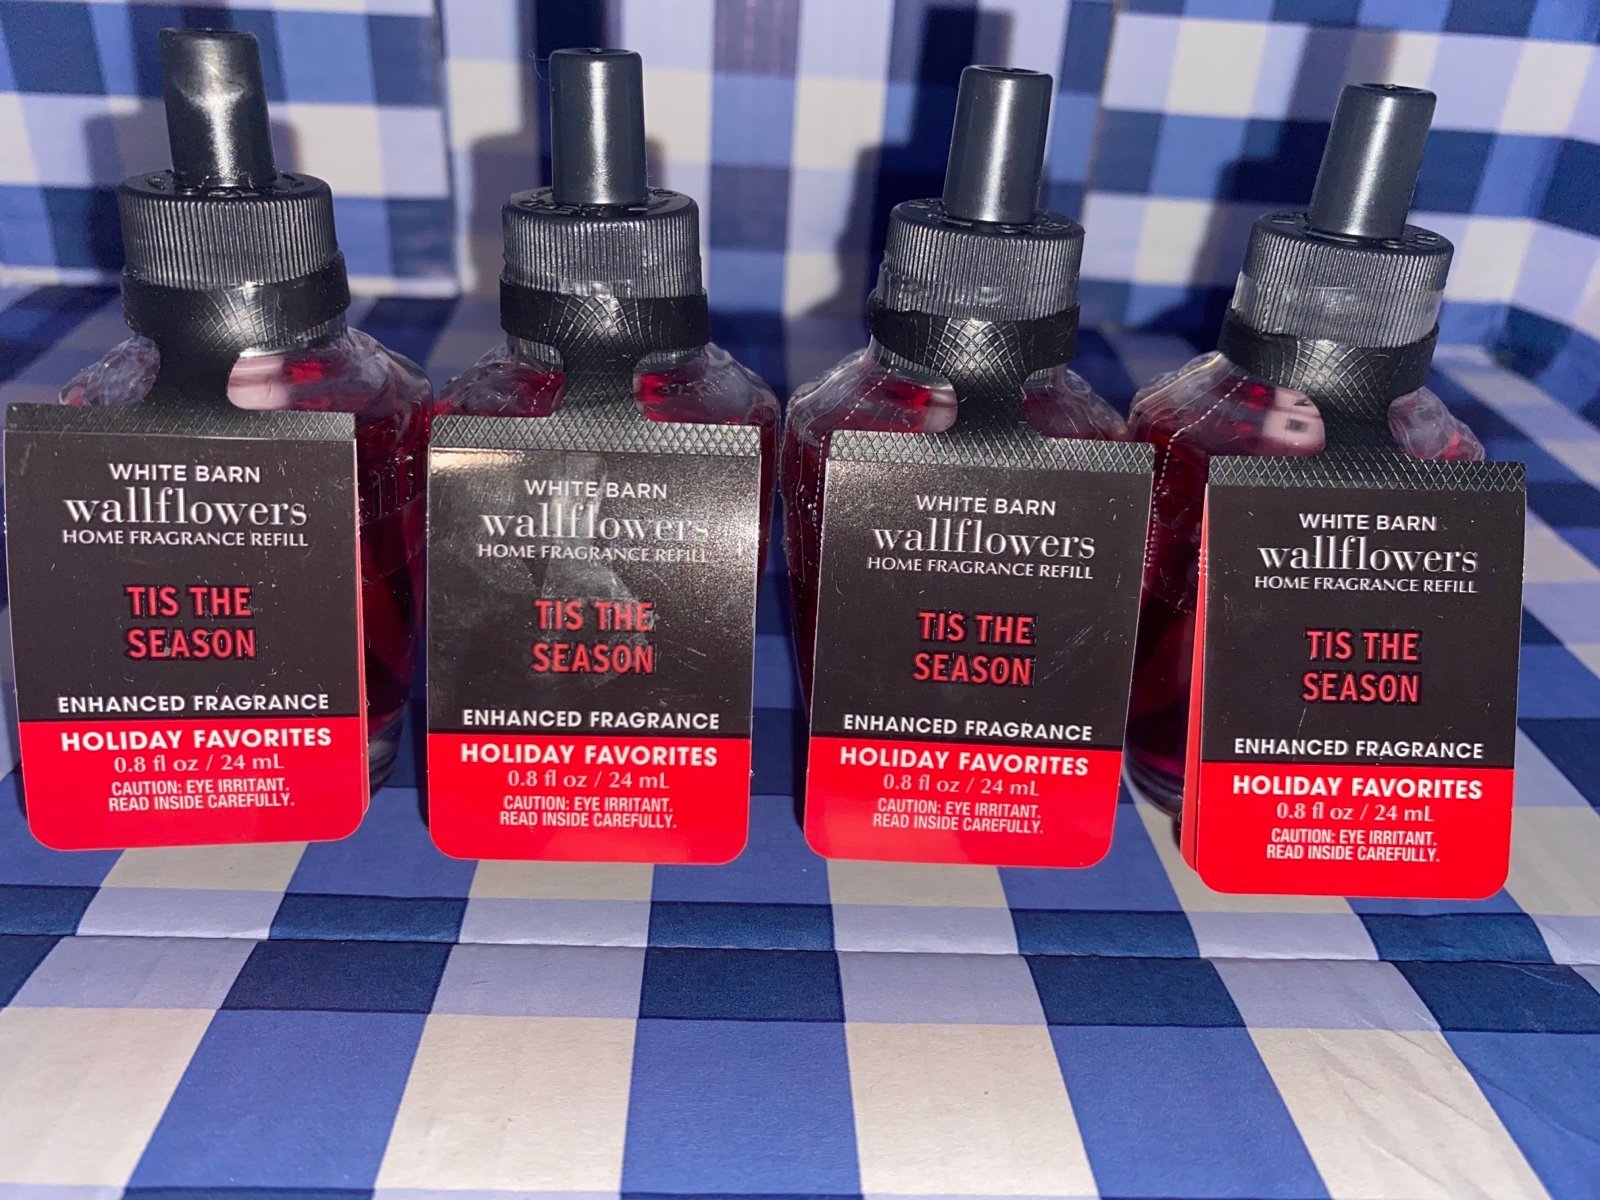 WHITE BARN
wallflowers
HOME FRAGRANCE REFILL
TIS THE
SEASON
ENHANCED FRAGRANCE
HOLIDAY FAVORITES
0.8 fl oz / 24 mL
CAUTION: EYE IRRITANT.
READ INSIDE CAREFULLY.
WHITE BARN
wallflowers
HOME FRAGRANCE REFILL
TIS THE
SEASON
ENHANCED FRAGRANCE
HOLIDAY FAVORITES
0.8 fl oz / 24 mL
CAUTION: EYE IRRITANT.
READ INSIDE CAREFULLY.
WHITE BARN
wallflowers
HOME FRAGRANCE REFILL
TIS THE
SEASON
ENHANCED FRAGRANCE
HOLIDAY FAVORITES
0.8 fl oz / 24 mL
CAUTION: EYE IRRITANT.
READ INSIDE CAREFULLY.
WHITE BARN
wallflowers
HOME FRAGRANCE REFILL
TIS THE
SEASON
ENHANCED FRAGRANCE
HOLIDAY FAVORITES
0.8 fl oz / 24 mL
CAUTION: EYE IRRITANT.
READ INSIDE CAREFULLY.